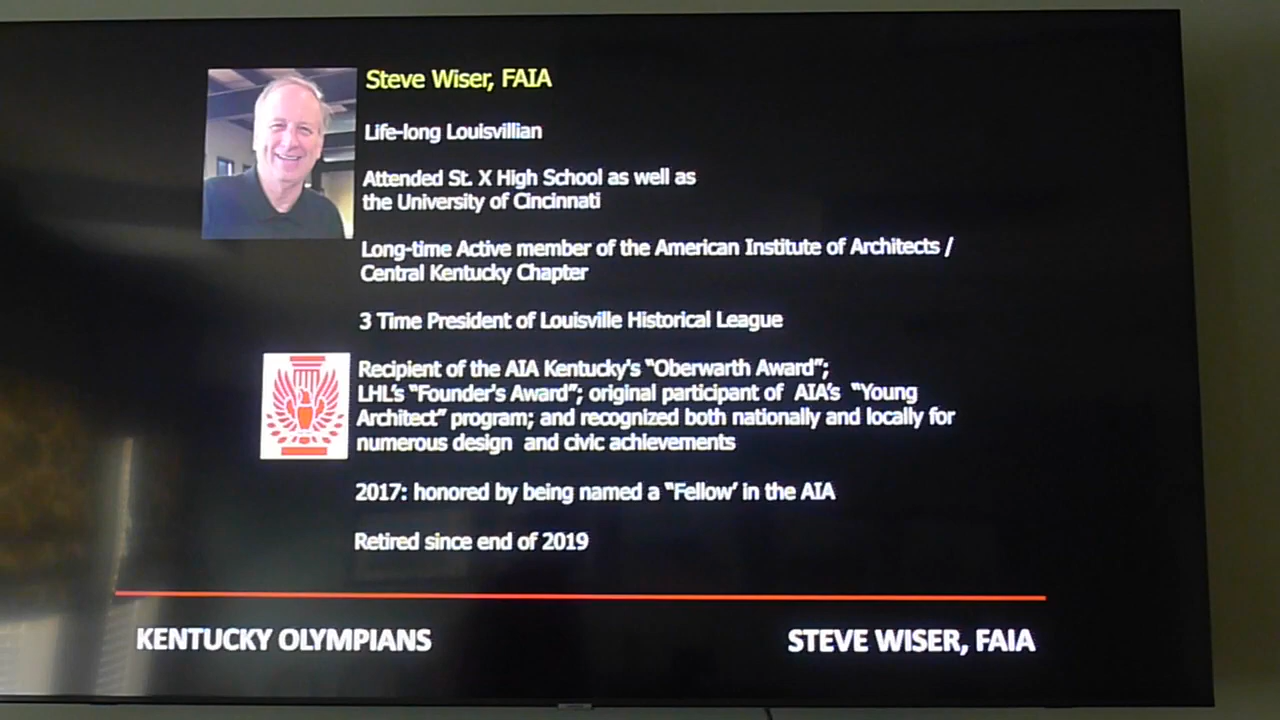 Steve Wiser, FAIA
Life-long Louisvillian
Attended St. X High School as well as
the University of Cincinnati
Long-time Active member of the American Institute of Architects /
Central Kentucky Chapter
3 Time President of Louisville Historical League
Recipient of the AIA Kentucky's “Oberwarth Award”;
LHL’s “Founder's Award”; original participant of AIA’s “Young
Architect” program; and recognized both nationally and locally for
numerous design and civic achievements
2017: honored by being named a “Fellow’ in the AIA
Retired since end of 2019
KENTUCKY OLYMPIANS
STEVE WISER, FAIA